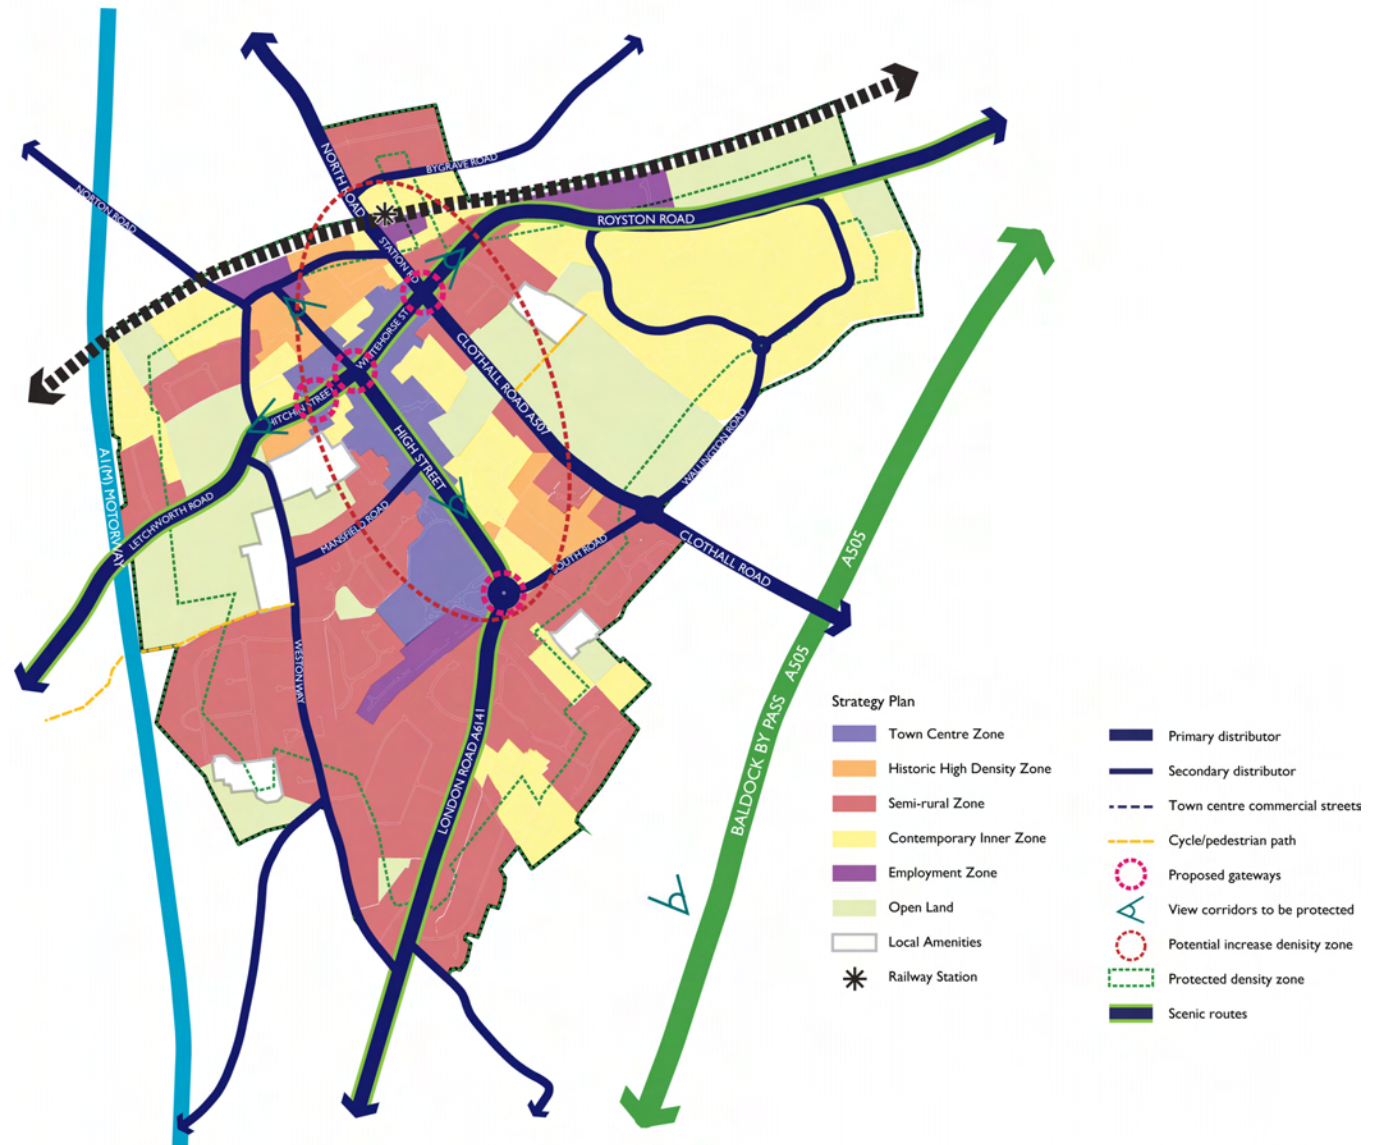 NORTON ROAD
NORTH ROAD
BYGRAVE ROAD
STATION RD
ROYSTON ROAD
WHITEHORSE ST
HITCHIN STREET
CLOTHALL ROAD A507
HIGH STREET
A1(M) MOTORWAY
LETCHWORTH ROAD
MANSFIELD ROAD
WALLINGTON ROAD
SOUTH ROAD
CLOTHALL ROAD
A505
WESTON WAY
LONDON ROAD A6141
BALDOCK BY PASS A505
Strategy Plan
Town Centre Zone
Historic High Density Zone
Semi-rural Zone
Contemporary Inner Zone
Employment Zone
Open Land
Local Amenities
Railway Station
Primary distributor
Secondary distributor
Town centre commercial streets
Cycle/pedestrian path
Proposed gateways
View corridors to be protected
Potential increase denisity zone
Protected density zone
Scenic routes